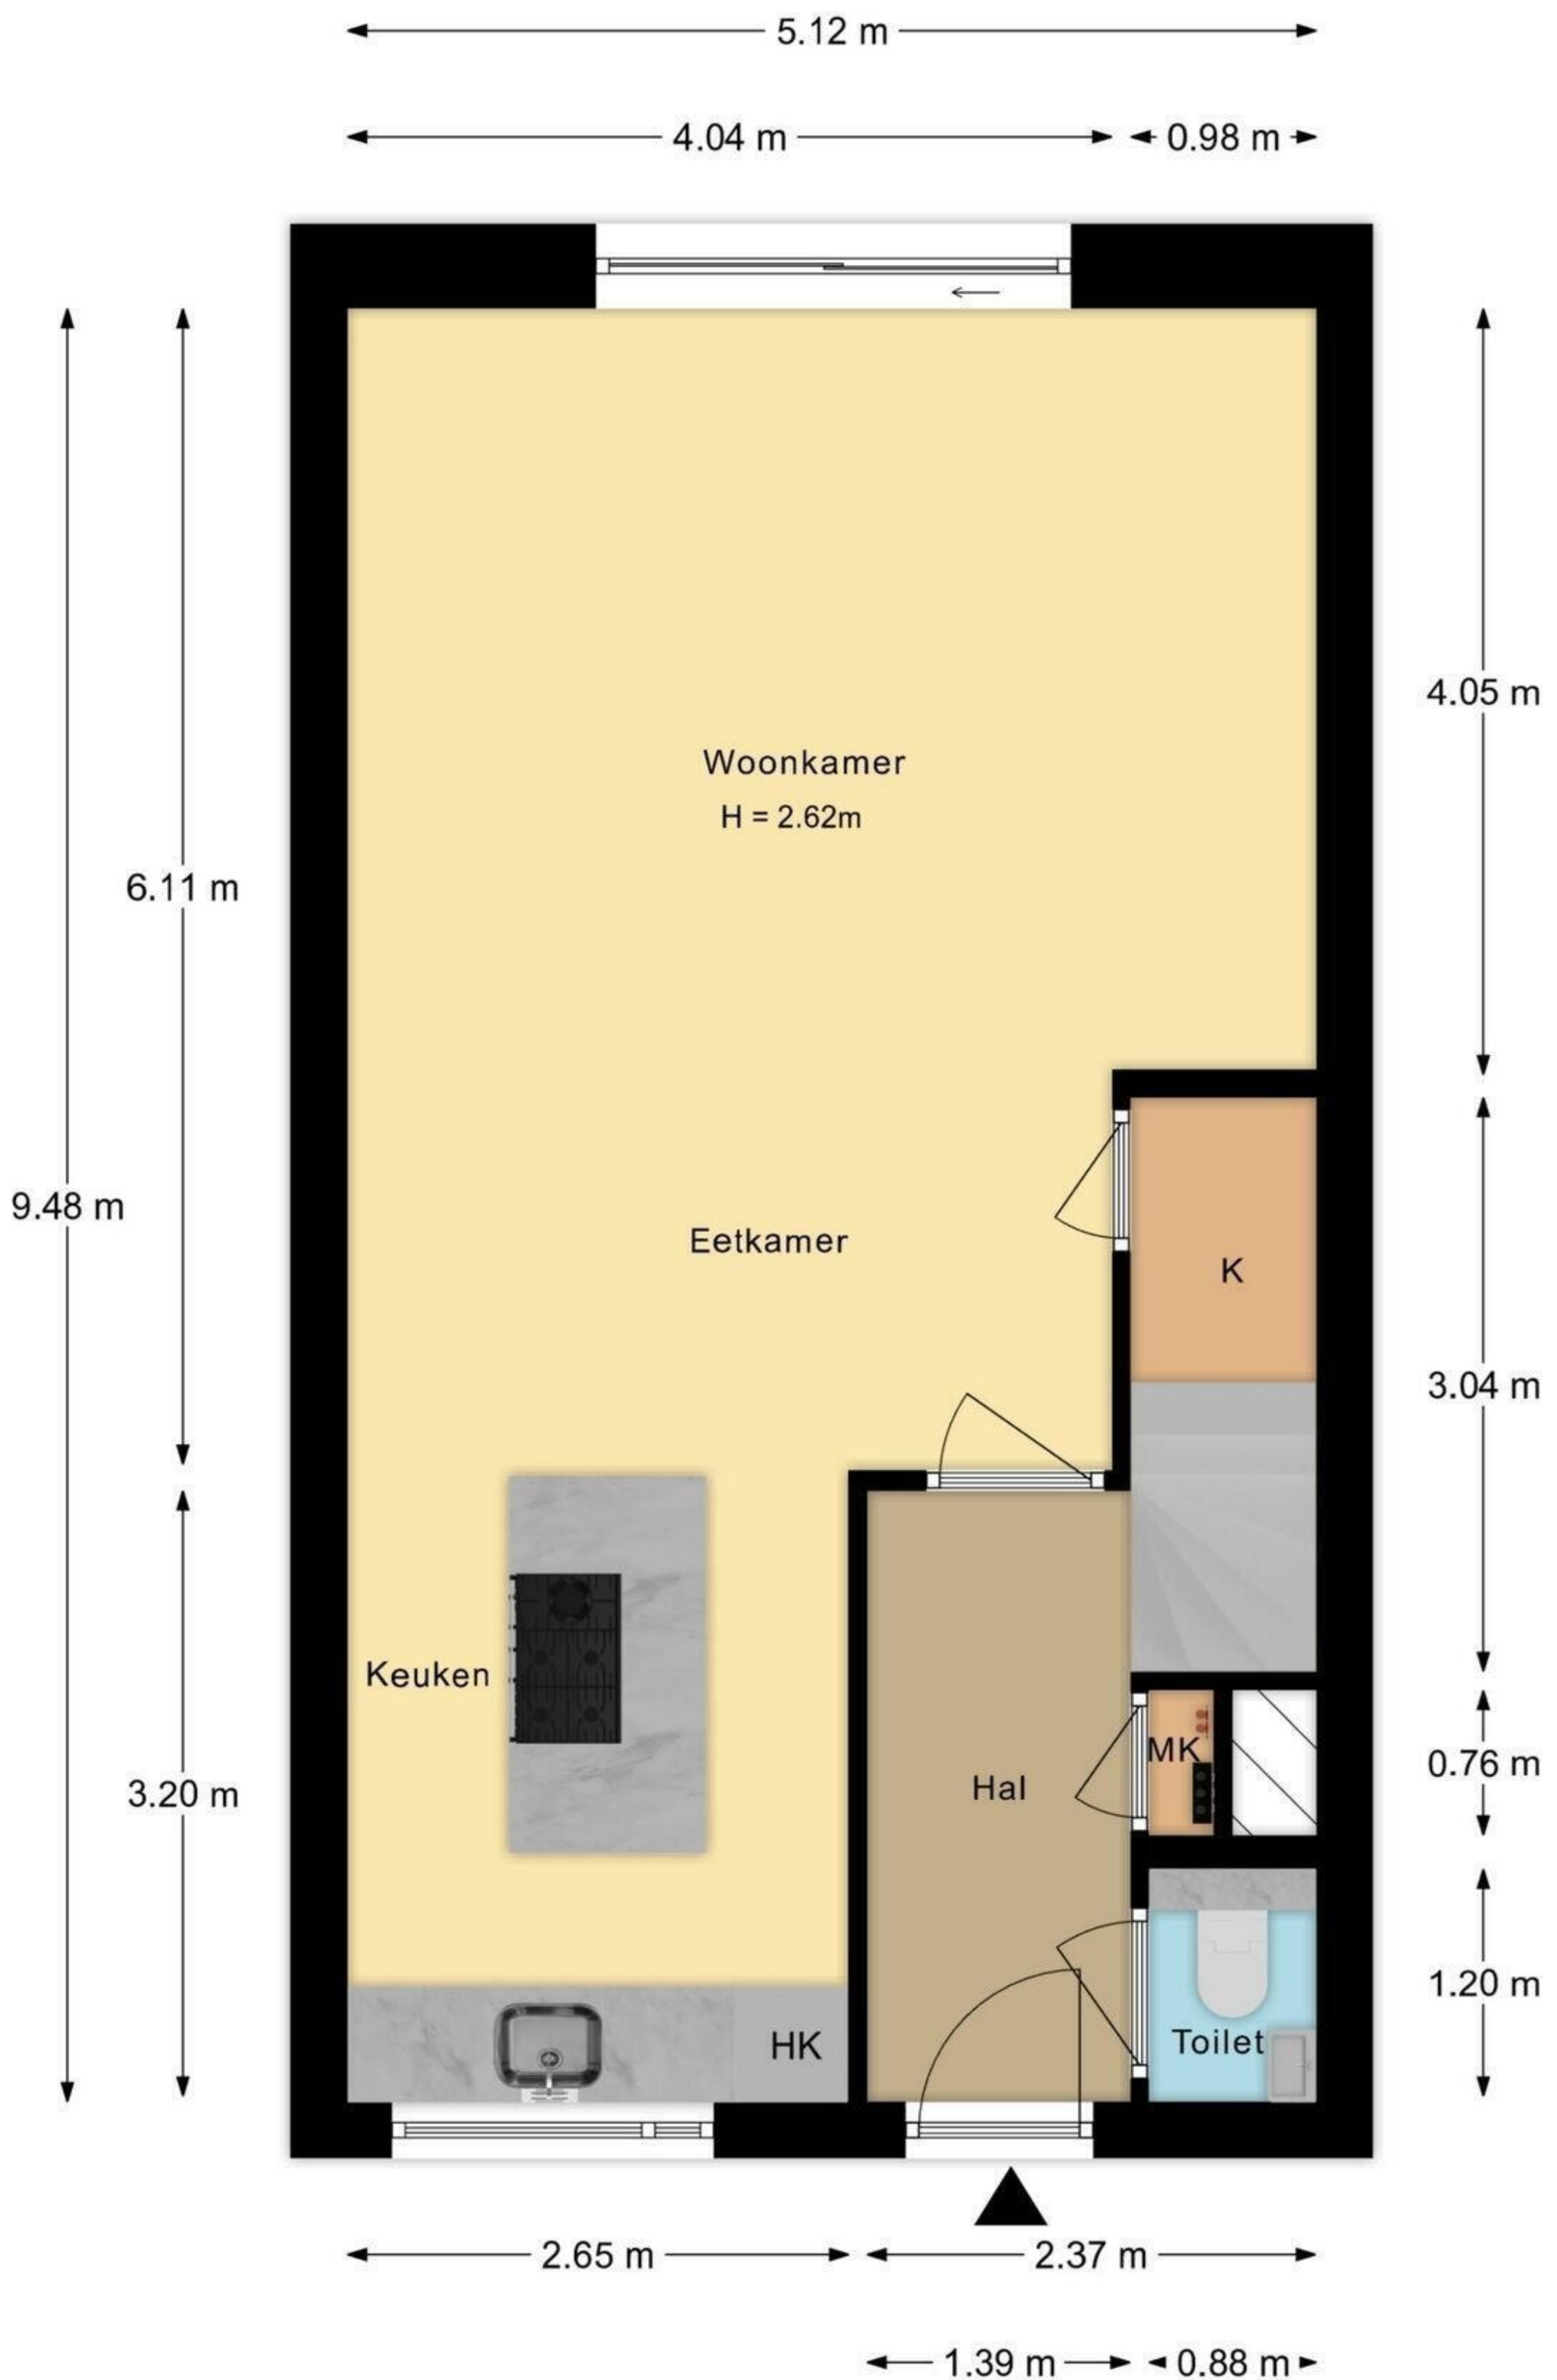 5.12 m
4.04 m
0.98 m
4.05 m
Woonkamer
H = 2.62m
6.11 m
9.48 m
Eetkamer
K
3.04 m
Keuken
MK
0.76 m
Hal
3.20 m
1.20 m
Toilet
HK
2.65 m
2.37 m
1.39 m
0.88 m